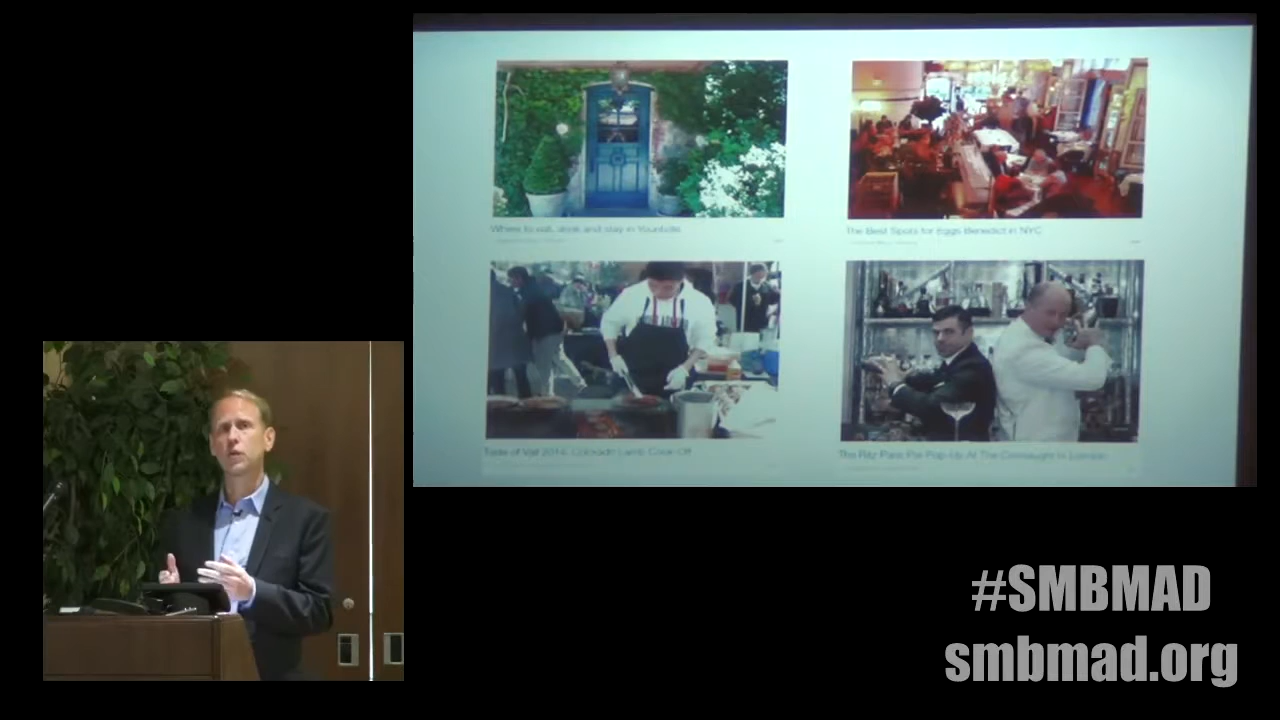 Where to eat, drink and stay in Yountville
The Best Spots for Eggs Benedict in NYC
Taste of Vail 2014: Colorado Lamb Cook-Off
The Ritz Paris Bar Pop-Up At The Connaught In London
#SMBMAD
smbmad.org